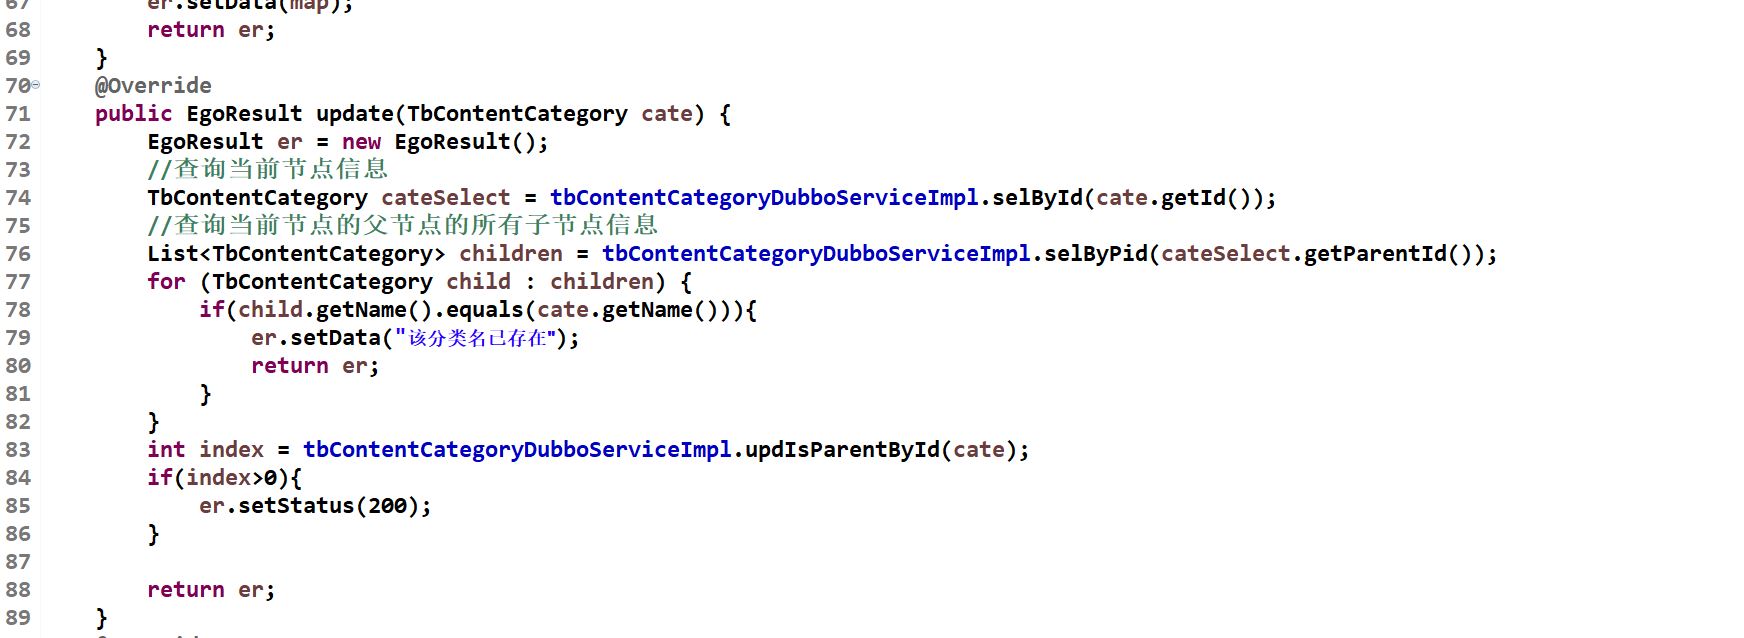 67 er.setData(map);
68 return er;
69 }
70 @Override
71 public EgoResult update(TbContentCategory cate) {
72 EgoResult er = new EgoResult();
73 //查询当前节点信息
74 TbContentCategory cateSelect = tbContentCategoryDubboServiceImpl.selById(cate.getId());
75 //查询当前节点的父节点的所有子节点信息
76 List<TbContentCategory> children = tbContentCategoryDubboServiceImpl.selByPid(cateSelect.getParentId());
77 for (TbContentCategory child : children) {
78 if(child.getName().equals(cate.getName())){
79 er.setData("该分类名已存在");
80 return er;
81 }
82 }
83 int index = tbContentCategoryDubboServiceImpl.updIsParentById(cate);
84 if(index>0){
85 er.setStatus(200);
86 }
87
88 return er;
89 }